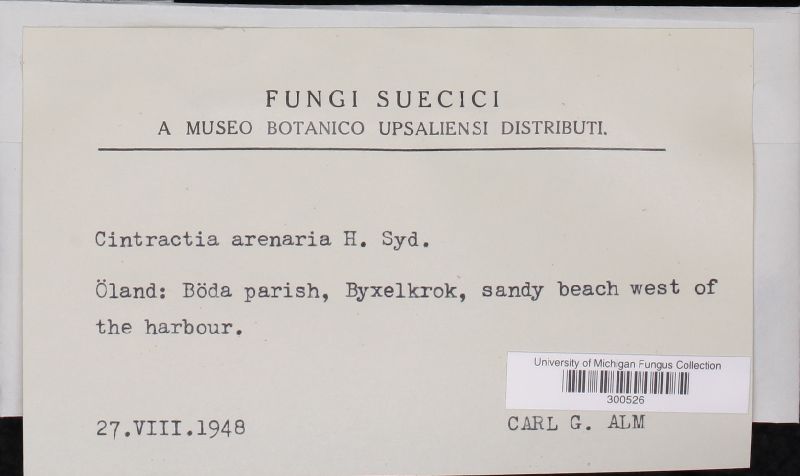 FUNGI SUECICI
A MUSEO BOTANICO UPSALIENSI DISTRIBUTI.
Cintractia arenaria H. Syd.
Öland: Böda parish, Byxelkrok, sandy beach west of
the harbour.
University of Michigan Fungus Collection
300526
27.VIII.1948
CARL G. ALM